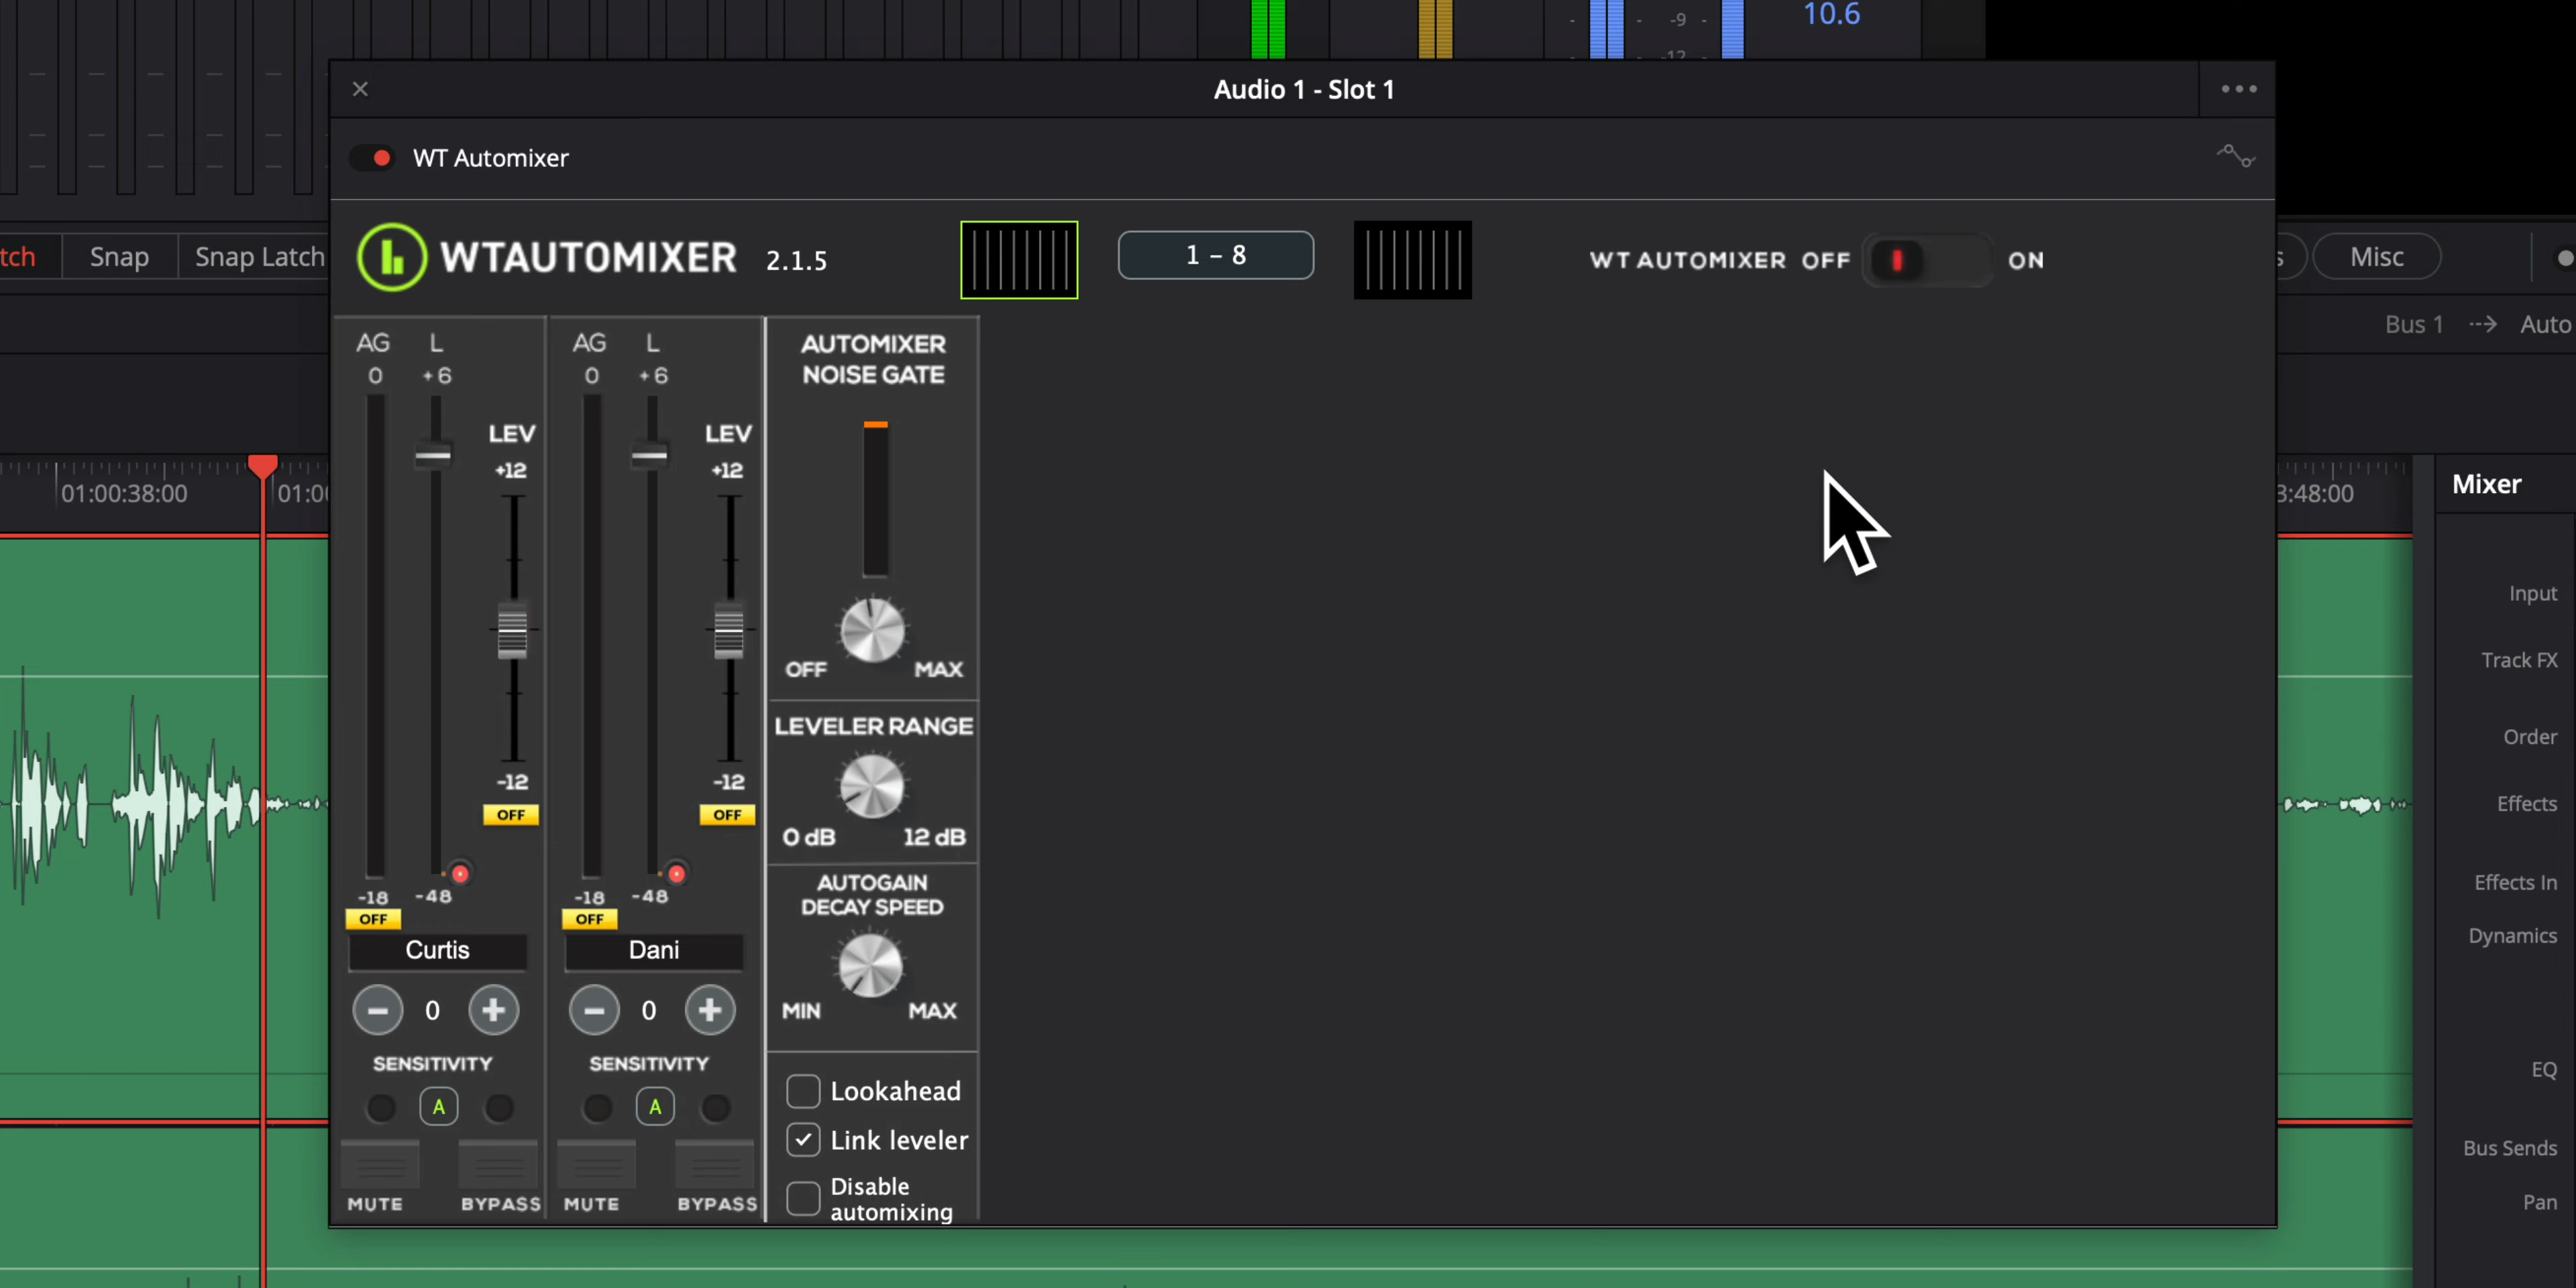 -9
10.6
-12
Audio 1 - Slot 1
WT Automixer
tch
Snap
Snap Latch
WTAUTOMIXER 2.1.5
1 – 8
WT AUTOMIXER OFF ON
s
Misc
Bus 1
Auto
01:00:38:00
01:00
3:48:00
AG L
0 +6
LEV
+12
-12
OFF
-18 -48
OFF
Curtis
0
SENSITIVITY
A
MUTE BYPASS
AG L
0 +6
LEV
+12
-12
OFF
-18 -48
OFF
Dani
0
SENSITIVITY
A
MUTE BYPASS
AUTOMIXER
NOISE GATE
OFF MAX
LEVELER RANGE
0 dB 12 dB
AUTOGAIN
DECAY SPEED
MIN MAX
Lookahead
Link leveler
Disable
automixing
Mixer
Input
Track FX
Order
Effects
Effects In
Dynamics
EQ
Bus Sends
Pan